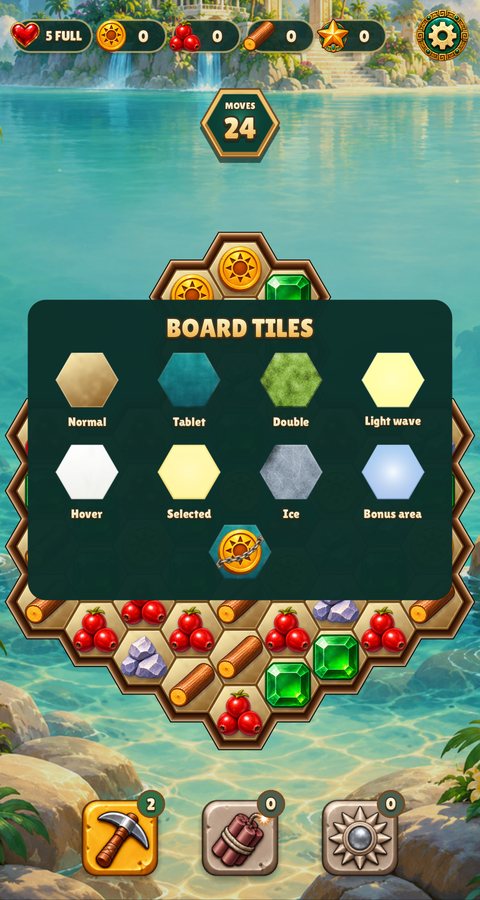 5 FULL
0
0
0
0
MOVES
24
BOARD TILES
Normal
Tablet
Double
Light wave
Hover
Selected
Ice
Bonus area
2
0
0